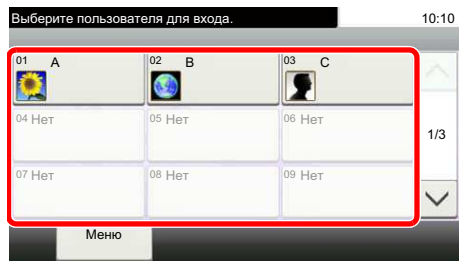 Выберите пользователя для входа. 10:10
01 A 02 B 03 C
04 Нет 05 Нет 06 Нет
1/3
07 Нет 08 Нет 09 Нет
Меню